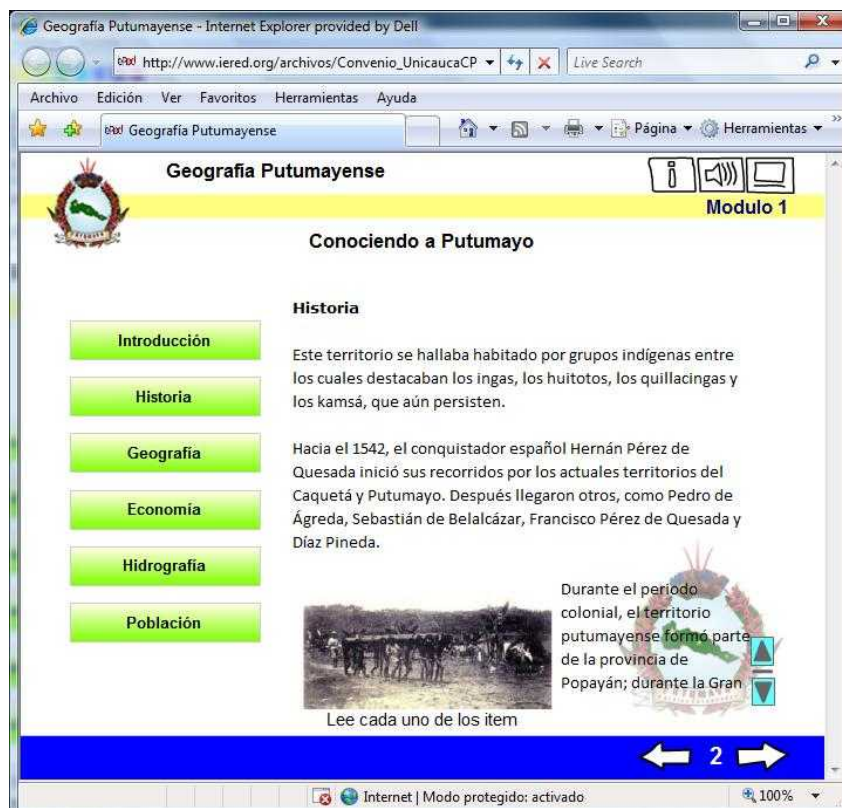 Geografía Putumayense - Internet Explorer provided by Dell
http://www.iered.org/archivos/Convenio_UnicaucaCP
Live Search
Archivo Edición Ver Favoritos Herramientas Ayuda
Geografía Putumayense
Página
Herramientas
Geografia Putumayense
Modulo 1
Conociendo a Putumayo
Introducción
Historia
Geografía
Economía
Hidrografía
Población
Historia
Este territorio se hallaba habitado por grupos indígenas entre
los cuales destacaban los ingas, los huitotos, los quillacingas y
los kamsá, que aún persisten.
Hacia el 1542, el conquistador español Hernán Pérez de
Quesada inició sus recorridos por los actuales territorios del
Caquetá y Putumayo. Después llegaron otros, como Pedro de
Ágreda, Sebastián de Belalcázar, Francisco Pérez de Quesada y
Díaz Pineda.
Durante el periodo
colonial, el territorio
putumayense formó parte
de la provincia de
Popayán; durante la Gran
Lee cada uno de los item
2
Internet | Modo protegido: activado
100%